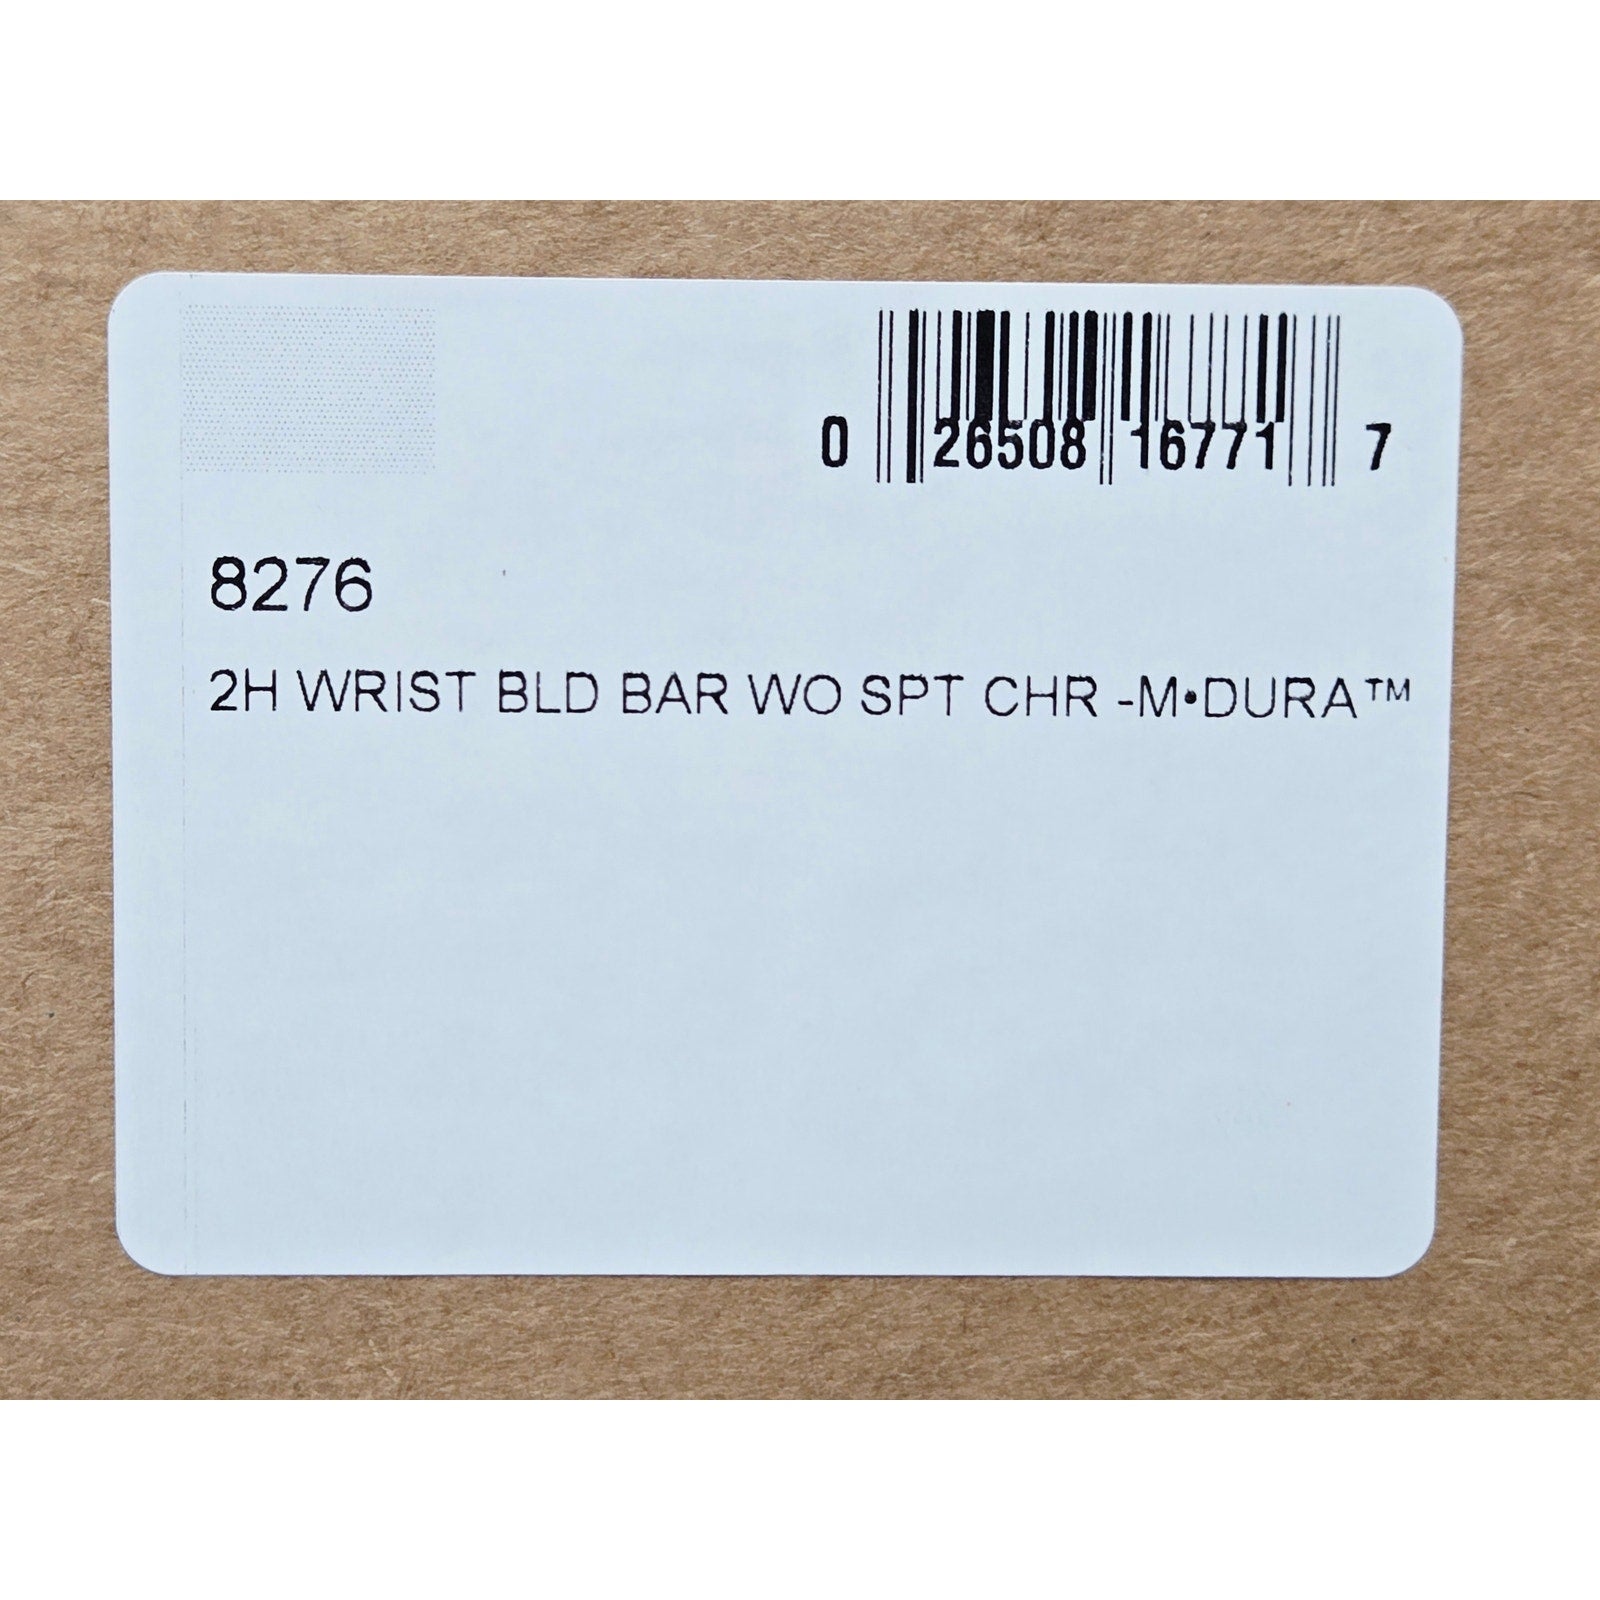 0 26508 16771 7
8276
2H WRIST BLD BAR WO SPT CHR -M•DURA™